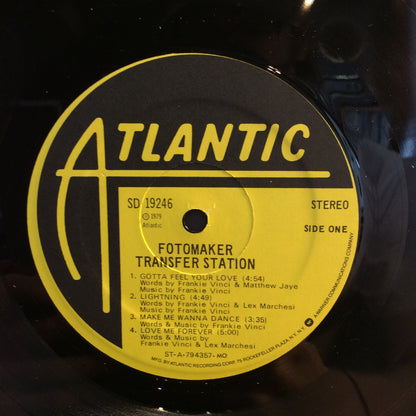 ATLANTIC
SD 19246
STEREO
℗ 1979
Atlantic
SIDE ONE
FOTOMAKER
TRANSFER STATION
1. GOTTA FEEL YOUR LOVE (4:54)
Words by Frankie Vinci & Matthew Jaye
Music by Frankie Vinci
2. LIGHTNING (4:49)
Words by Frankie Vinci & Lex Marchesi
Music by Frankie Vinci
3. MAKE ME WANNA DANCE (3:35)
Words & Music by Frankie Vinci
4. LOVE ME FOREVER (5:00)
Words & Music by
Frankie Vinci & Lex Marchesi
ST-A-794357-MO
MFG. BY ATLANTIC RECORDING CORP. 75 ROCKEFELLER PLAZA, N.Y., N.Y.
A WARNER COMMUNICATIONS COMPANY